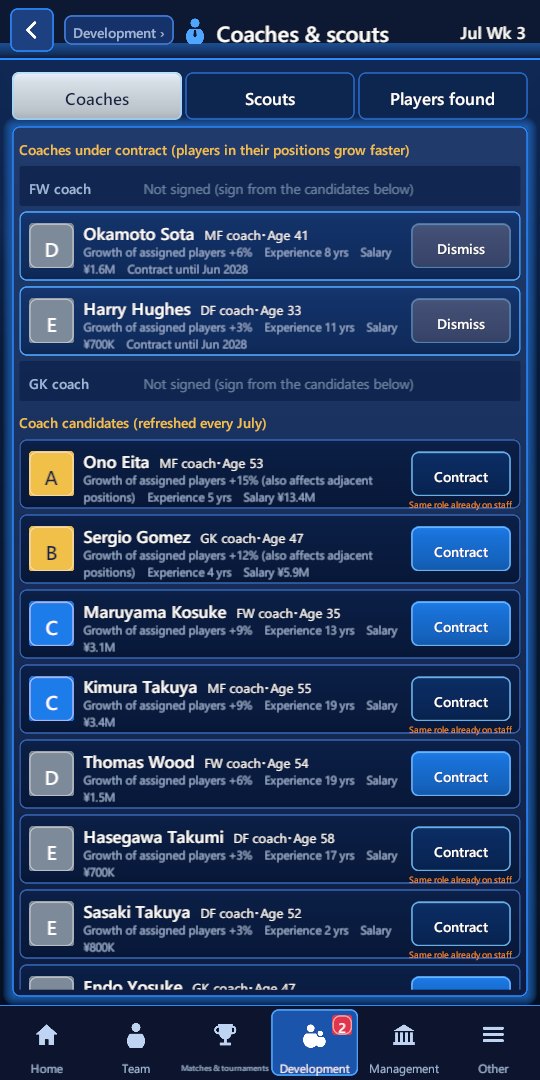 Development ›
Coaches & scouts
Jul Wk 3
Coaches
Scouts
Players found
Coaches under contract (players in their positions grow faster)
FW coach
Not signed (sign from the candidates below)
D
Okamoto Sota MF coach·Age 41
Growth of assigned players +6% Experience 8 yrs Salary
¥1.6M Contract until Jun 2028
Dismiss
E
Harry Hughes DF coach·Age 33
Growth of assigned players +3% Experience 11 yrs Salary
¥700K Contract until Jun 2028
Dismiss
GK coach
Not signed (sign from the candidates below)
Coach candidates (refreshed every July)
A
Ono Eita MF coach·Age 53
Growth of assigned players +15% (also affects adjacent
positions) Experience 5 yrs Salary ¥13.4M
Contract
Same role already on staff
B
Sergio Gomez GK coach·Age 47
Growth of assigned players +12% (also affects adjacent
positions) Experience 4 yrs Salary ¥5.9M
Contract
C
Maruyama Kosuke FW coach·Age 35
Growth of assigned players +9% Experience 13 yrs Salary
¥3.1M
Contract
C
Kimura Takuya MF coach·Age 55
Growth of assigned players +9% Experience 19 yrs Salary
¥3.4M
Contract
Same role already on staff
D
Thomas Wood FW coach·Age 54
Growth of assigned players +6% Experience 19 yrs Salary
¥1.5M
Contract
E
Hasegawa Takumi DF coach·Age 58
Growth of assigned players +3% Experience 17 yrs Salary
¥700K
Contract
Same role already on staff
E
Sasaki Takuya DF coach·Age 52
Growth of assigned players +3% Experience 2 yrs Salary
¥800K
Contract
Same role already on staff
Endo Yosuke GK coach·Age 47
2
Home
Team
Matches & tournaments
Development
Management
Other